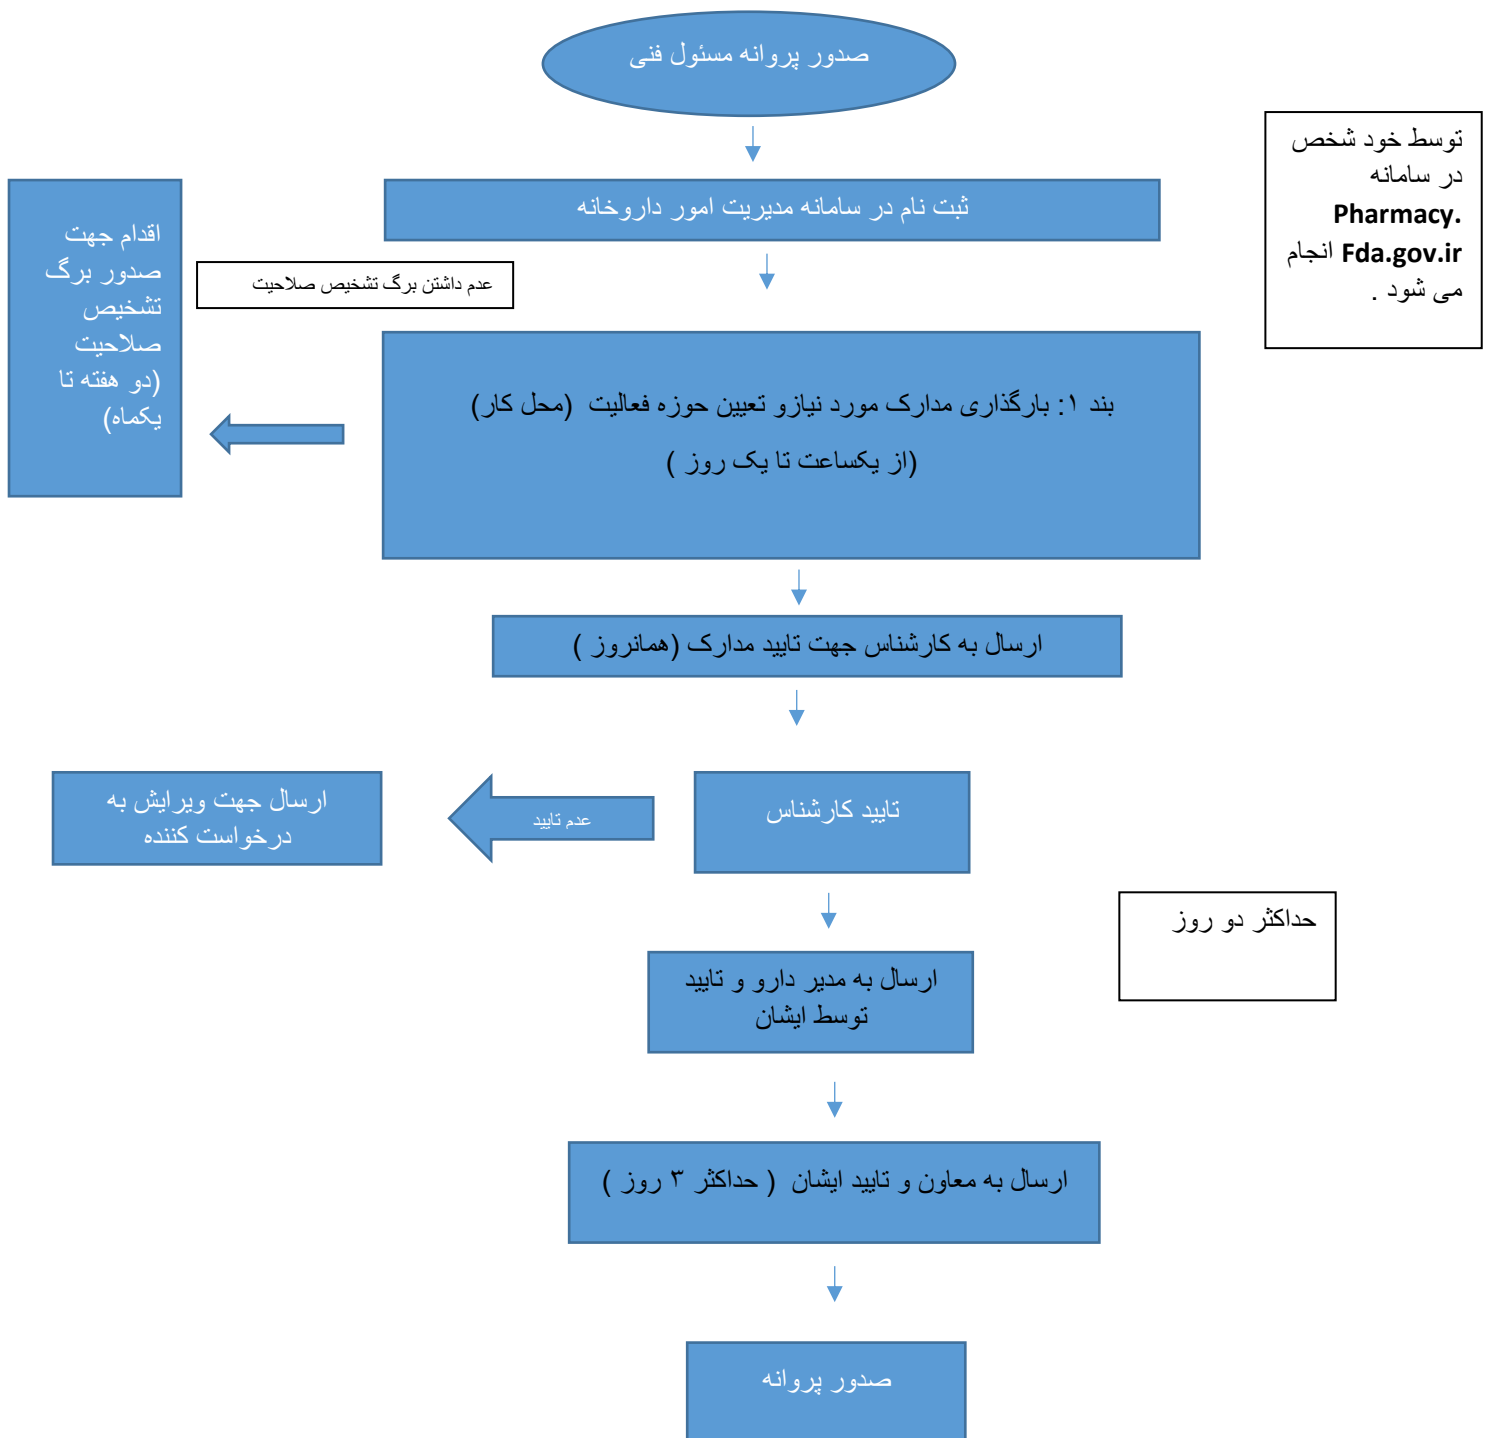 صدور پروانه مسئول فنی
توسط خود شخص
در سامانه
Pharmacy.
Fda.gov.ir انجام
می شود .
ثبت نام در سامانه مدیریت امور داروخانه
اقدام جهت
صدور برگ
تشخیص
صلاحیت
(دو هفته تا
یکماه)
عدم داشتن برگ تشخیص صلاحیت
بند ۱: بارگذاری مدارک مورد نیازو تعیین حوزه فعالیت (محل کار)
(از یکساعت تا یک روز )
ارسال به کارشناس جهت تایید مدارک (همانروز )
تایید کارشناس
عدم تایید
ارسال جهت ویرایش به
درخواست کننده
حداکثر دو روز
ارسال به مدیر دارو و تایید
توسط ایشان
ارسال به معاون و تایید ایشان ( حداکثر ۳ روز )
صدور پروانه